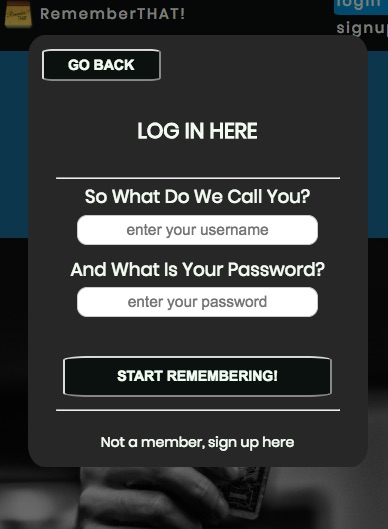 RememberTHAT!
login
signup
GO BACK
LOG IN HERE
So What Do We Call You?
enter your username
And What Is Your Password?
enter your password
START REMEMBERING!
Not a member, sign up here